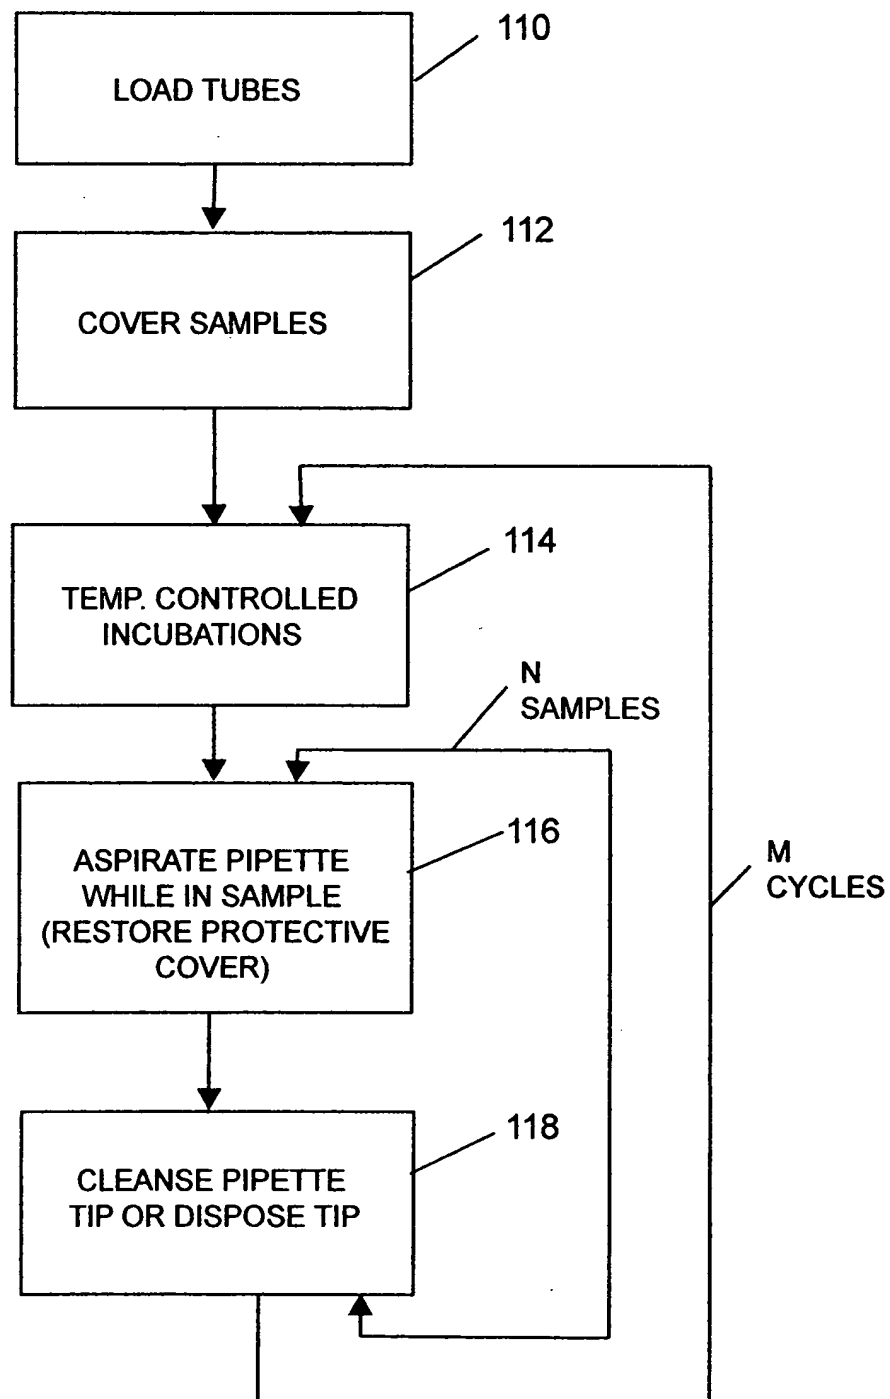 110
LOAD TUBES
112
COVER SAMPLES
114
TEMP. CONTROLLED
INCUBATIONS
N
SAMPLES
116
ASPIRATE PIPETTE
WHILE IN SAMPLE
(RESTORE PROTECTIVE
COVER)
M
CYCLES
118
CLEANSE PIPETTE
TIP OR DISPOSE TIP